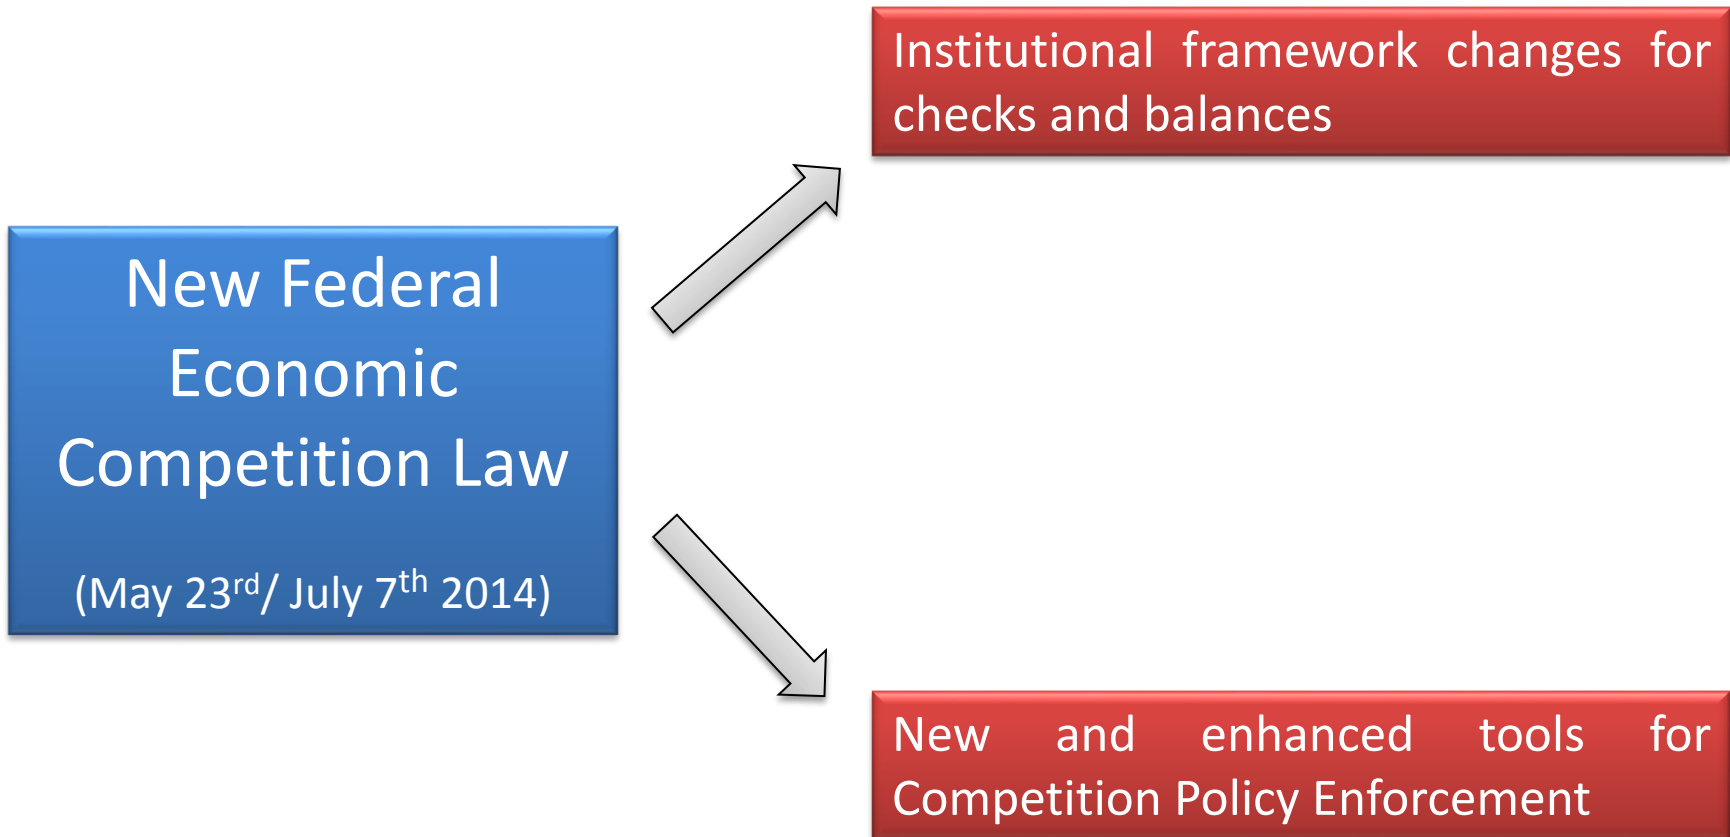 Institutional framework changes for
checks and balances
New Federal
Economic
Competition Law
(May 23rd/ July 7th 2014)
New and enhanced tools for
Competition Policy Enforcement